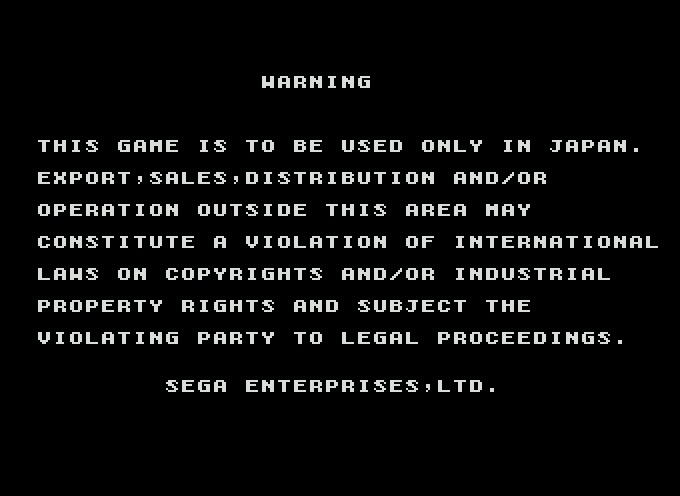 WARNING
THIS GAME IS TO BE USED ONLY IN JAPAN.
EXPORT,SALES,DISTRIBUTION AND/OR
OPERATION OUTSIDE THIS AREA MAY
CONSTITUTE A VIOLATION OF INTERNATIONAL
LAWS ON COPYRIGHTS AND/OR INDUSTRIAL
PROPERTY RIGHTS AND SUBJECT THE
VIOLATING PARTY TO LEGAL PROCEEDINGS.
SEGA ENTERPRISES,LTD.